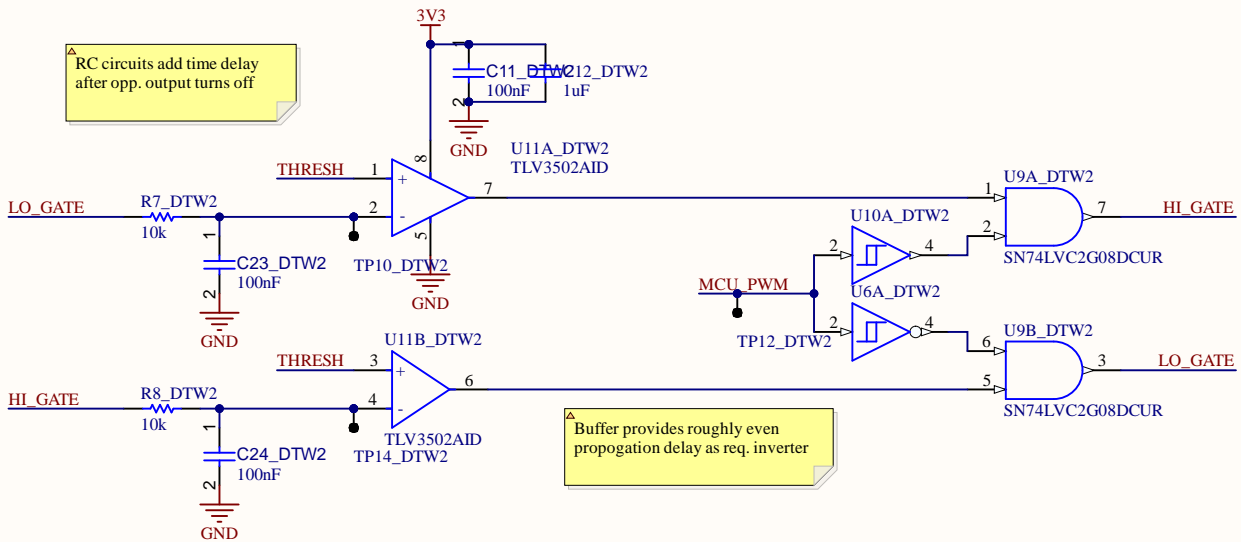 3V3
RC circuits add time delay
after opp. output turns off
1
C11_DTW2
C12_DTW2
100nF
1uF
2
GND
U11A_DTW2
TLV3502AID
8
THRESH
1
+
7
LO_GATE
R7_DTW2
10k
2
-
5
1
C23_DTW2
100nF
2
GND
TP10_DTW2
GND
U9A_DTW2
1
7
HI_GATE
2
SN74LVC2G08DCUR
U10A_DTW2
2
4
MCU_PWM
U6A_DTW2
2
4
TP12_DTW2
U11B_DTW2
THRESH
3
+
6
HI_GATE
R8_DTW2
10k
4
-
TLV3502AID
TP14_DTW2
1
C24_DTW2
100nF
2
GND
U9B_DTW2
6
3
LO_GATE
5
SN74LVC2G08DCUR
Buffer provides roughly even
propogation delay as req. inverter